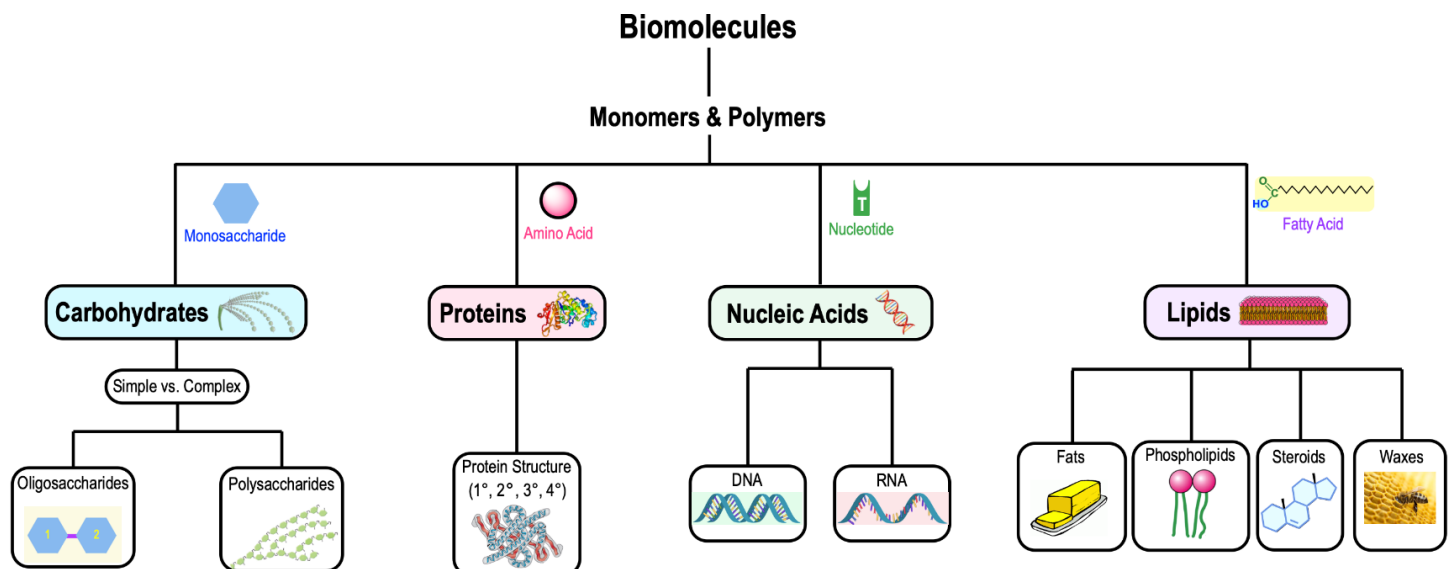 Biomolecules
Monomers & Polymers
Monosaccharide
Amino Acid
T
Nucleotide
O
C
HO
Fatty Acid
Carbohydrates
Proteins
Nucleic Acids
Lipids
Simple vs. Complex
Oligosaccharides
1 2
Polysaccharides
Protein Structure
(1°, 2°, 3°, 4°)
DNA
RNA
Fats
Phospholipids
Steroids
Waxes